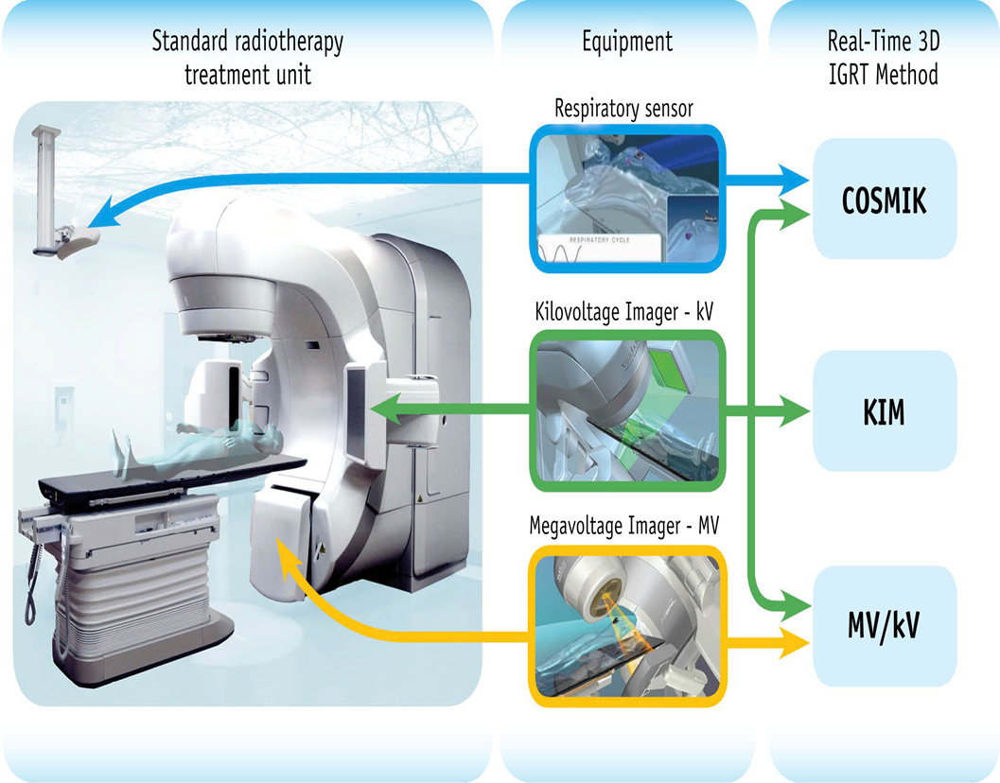 Standard radiotherapy
treatment unit
Equipment
Real-Time 3D
IGRT Method
Respiratory sensor
RESPIRATORY CYCLE
COSMIK
Kilovoltage Imager - kV
KIM
Megavoltage Imager - MV
MV/kV